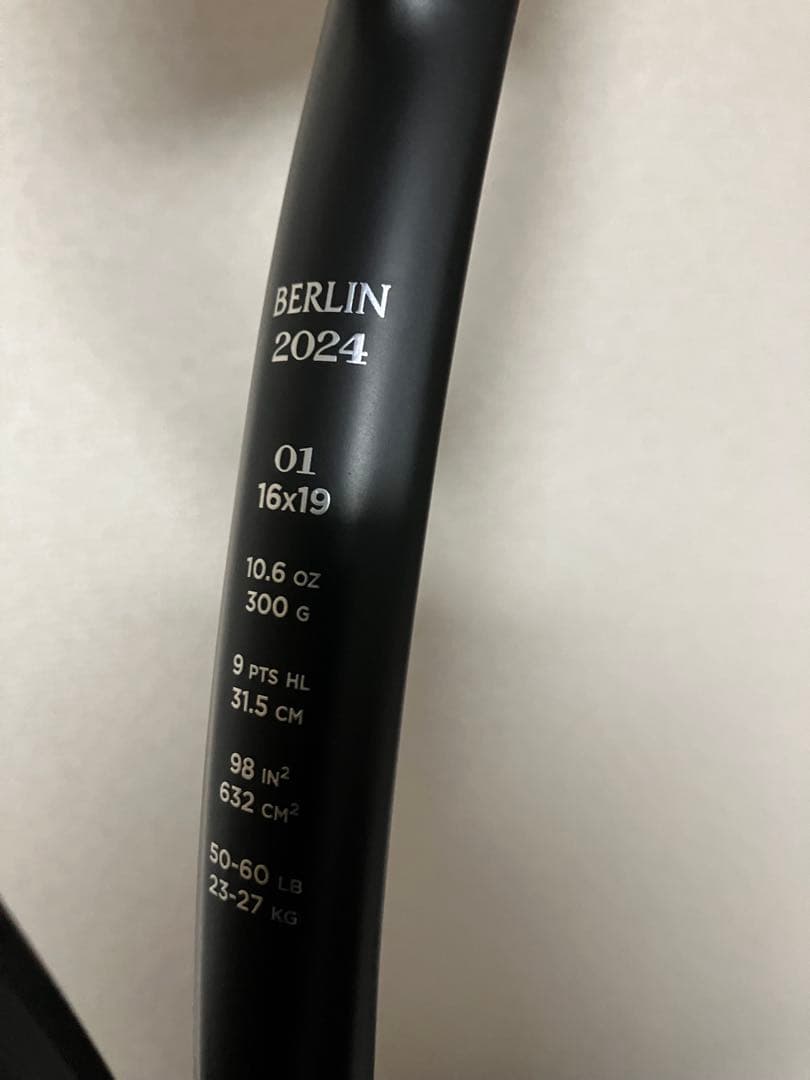 BERLIN
2024
01
16x19
10.6 OZ
300 G
9 PTS HL
31.5 CM
98 IN²
632 CM²
50-60 LB
23-27 KG